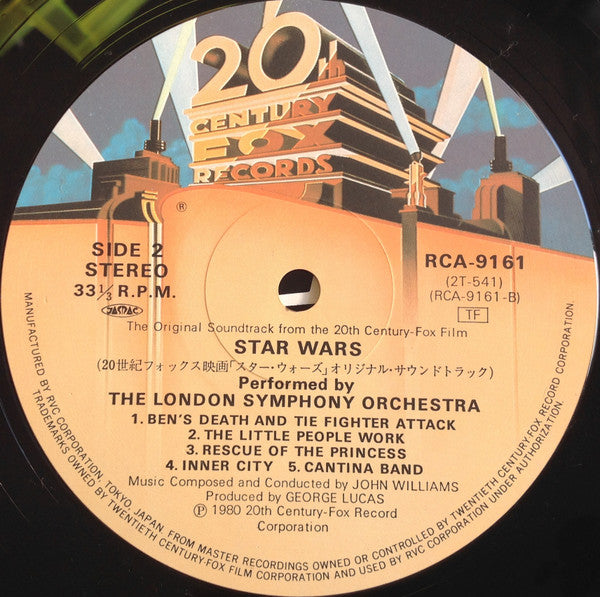 20th
CENTURY
FOX
RECORDS
®
SIDE 2
STEREO
33 1/3 R.P.M.
JASRAC
RCA-9161
(2T-541)
(RCA-9161-B)
TF
The Original Soundtrack from the 20th Century-Fox Film
STAR WARS
(20世紀フォックス映画「スター・ウォーズ」オリジナル・サウンドトラック)
Performed by
THE LONDON SYMPHONY ORCHESTRA
1. BEN'S DEATH AND TIE FIGHTER ATTACK
2. THE LITTLE PEOPLE WORK
3. RESCUE OF THE PRINCESS
4. INNER CITY 5. CANTINA BAND
Music Composed and Conducted by JOHN WILLIAMS
Produced by GEORGE LUCAS
Ⓟ 1980 20th Century-Fox Record
Corporation
MANUFACTURED BY RVC CORPORATION, TOKYO, JAPAN, FROM MASTER RECORDINGS OWNED OR CONTROLLED BY TWENTIETH CENTURY-FOX RECORD CORPORATION.
TRADEMARKS OWNED BY TWENTIETH CENTURY-FOX FILM CORPORATION AND USED BY RVC CORPORATION UNDER AUTHORIZATION.